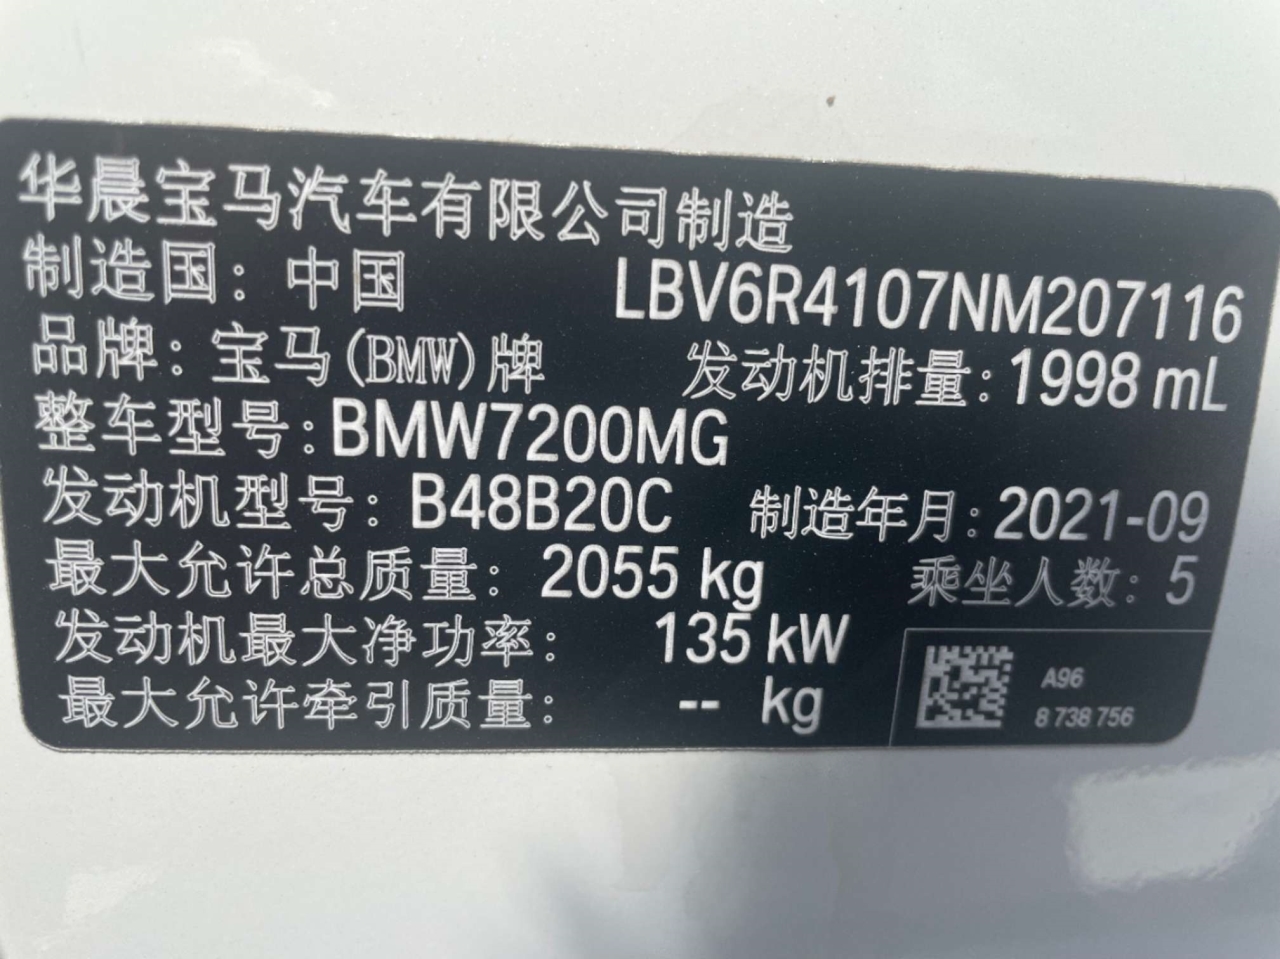 华晨宝马汽车有限公司制造
制造国：中国
LBV6R4107NM207116
品牌：宝马(BMW)牌
发动机排量：1998 mL
整车型号：BMW7200MG
发动机型号：B48B20C
制造年月：2021-09
最大允许总质量：2055 kg
乘坐人数：5
发动机最大净功率：135 kW
最大允许牵引质量：-- kg
A96
8 738 756